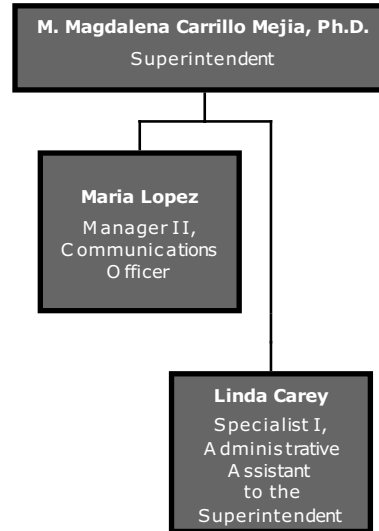 M. Magdalena Carrillo Mejia, Ph.D.
Superintendent
Maria Lopez
Manager II,
Communications
Officer
Linda Carey
Specialist I,
Administrative
Assistant
to the
Superintendent